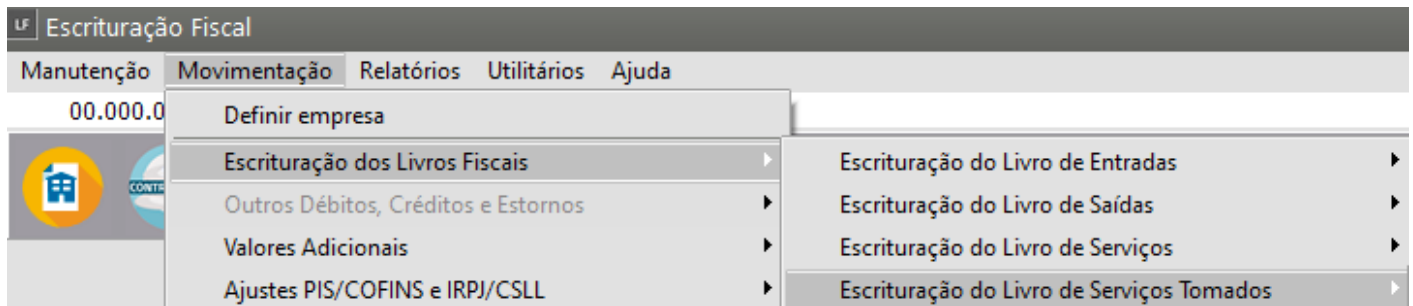 LF Escrituração Fiscal
Manutenção Movimentação Relatórios Utilitários Ajuda
00.000.0
Definir empresa
Escrituração dos Livros Fiscais
Outros Débitos, Créditos e Estornos
Valores Adicionais
Ajustes PIS/COFINS e IRPJ/CSLL
Escrituração do Livro de Entradas
Escrituração do Livro de Saídas
Escrituração do Livro de Serviços
Escrituração do Livro de Serviços Tomados
CONTR